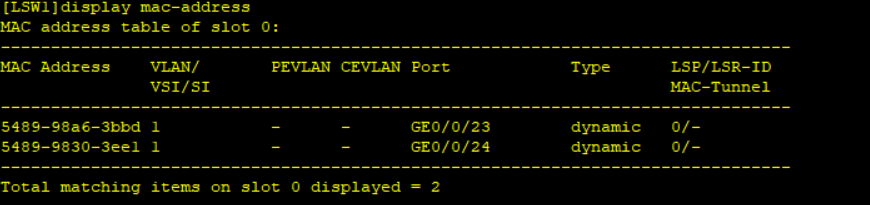 [LSW1]display mac-address
MAC address table of slot 0:
-------------------------------------------------------------------------------
MAC Address    VLAN/       PEVLAN CEVLAN Port            Type      LSP/LSR-ID
               VSI/SI                                              MAC-Tunnel
-------------------------------------------------------------------------------
5489-98a6-3bbd 1           -      -      GE0/0/23        dynamic   0/-
5489-9830-3ee1 1           -      -      GE0/0/24        dynamic   0/-
-------------------------------------------------------------------------------
Total matching items on slot 0 displayed = 2